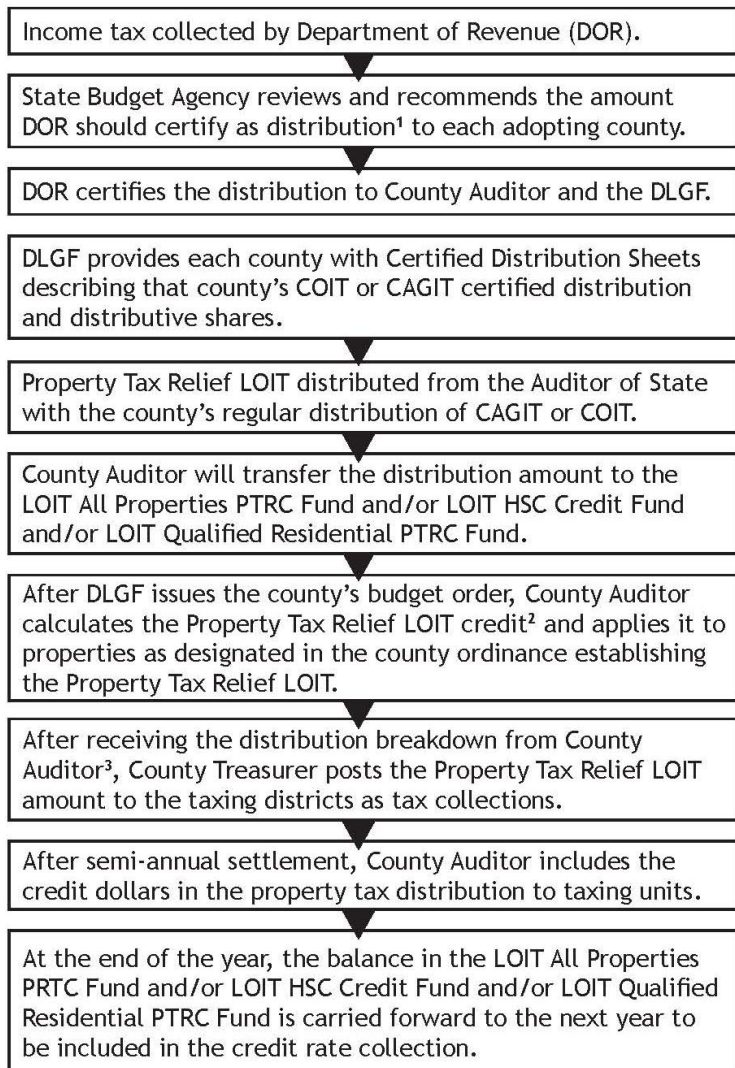 Income tax collected by Department of Revenue (DOR).
State Budget Agency reviews and recommends the amount
DOR should certify as distribution¹ to each adopting county.
DOR certifies the distribution to County Auditor and the DLGF.
DLGF provides each county with Certified Distribution Sheets
describing that county's COIT or CAGIT certified distribution
and distributive shares.
Property Tax Relief LOIT distributed from the Auditor of State
with the county's regular distribution of CAGIT or COIT.
County Auditor will transfer the distribution amount to the
LOIT All Properties PTRC Fund and/or LOIT HSC Credit Fund
and/or LOIT Qualified Residential PTRC Fund.
After DLGF issues the county's budget order, County Auditor
calculates the Property Tax Relief LOIT credit² and applies it to
properties as designated in the county ordinance establishing
the Property Tax Relief LOIT.
After receiving the distribution breakdown from County
Auditor³, County Treasurer posts the Property Tax Relief LOIT
amount to the taxing districts as tax collections.
After semi-annual settlement, County Auditor includes the
credit dollars in the property tax distribution to taxing units.
At the end of the year, the balance in the LOIT All Properties
PRTC Fund and/or LOIT HSC Credit Fund and/or LOIT Qualified
Residential PTRC Fund is carried forward to the next year to
be included in the credit rate collection.